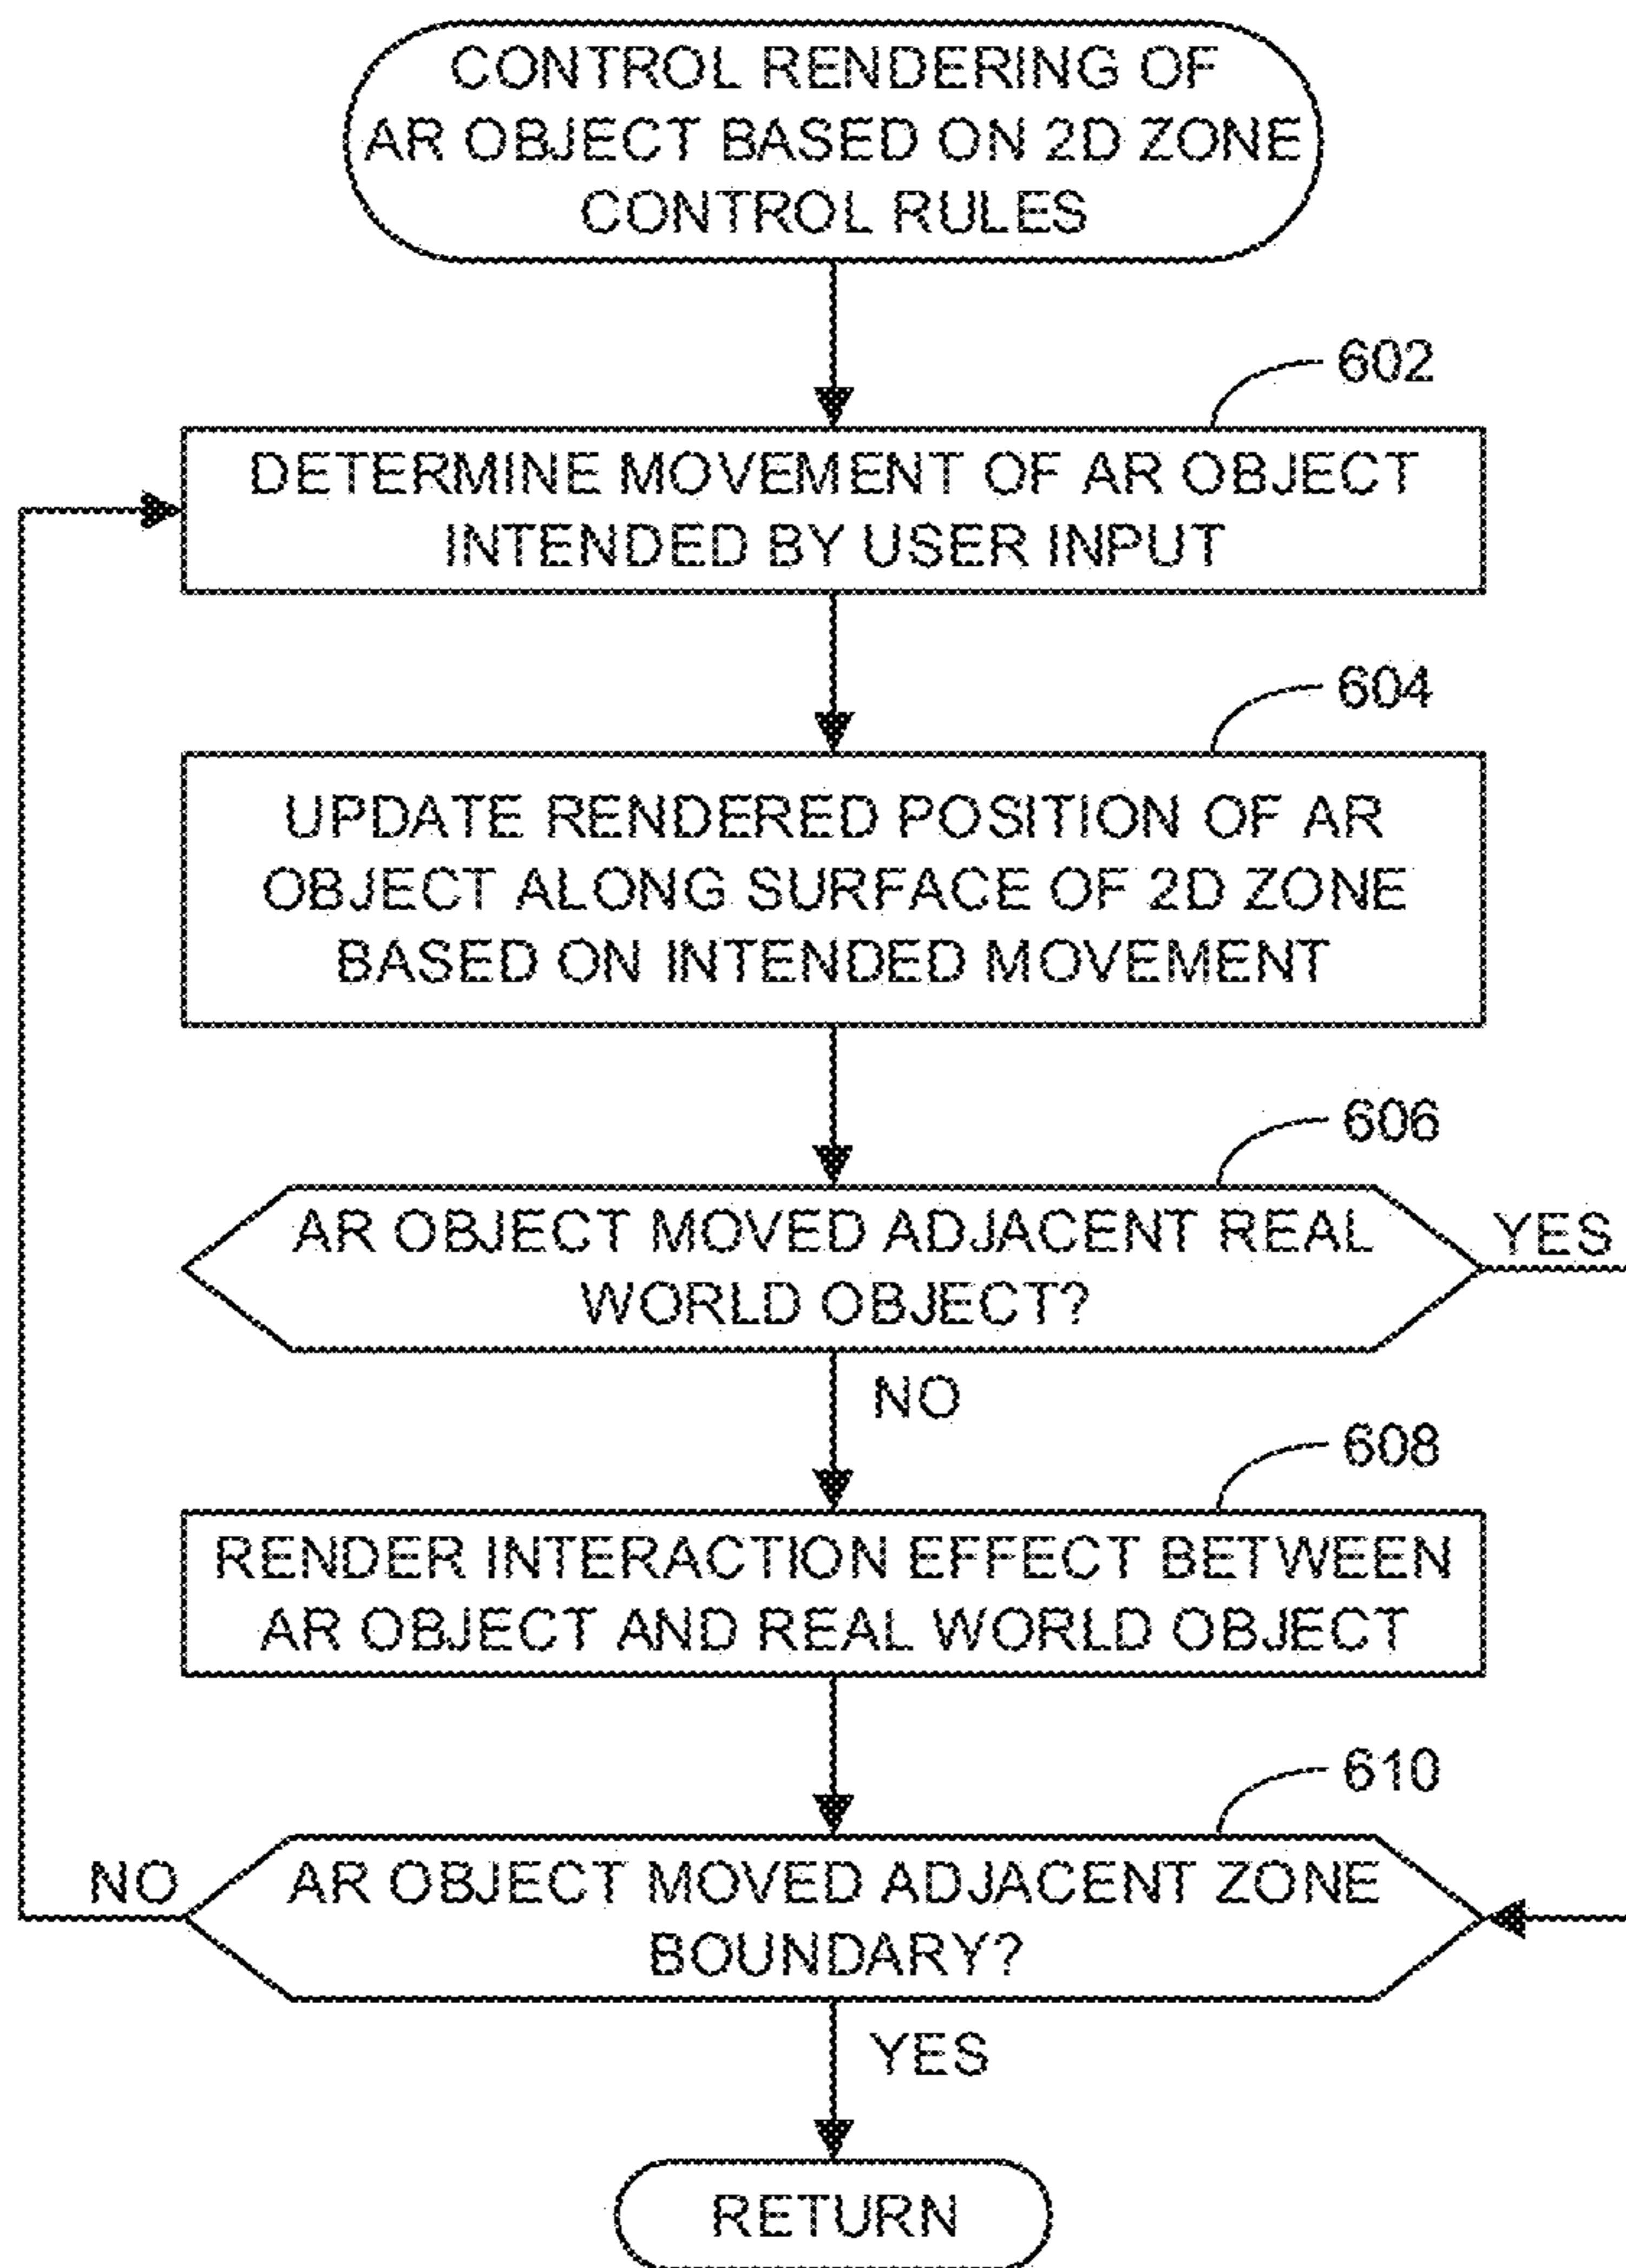 CONTROL RENDERING OF
AR OBJECT BASED ON 2D ZONE
CONTROL RULES
602
DETERMINE MOVEMENT OF AR OBJECT
INTENDED BY USER INPUT
604
UPDATE RENDERED POSITION OF AR
OBJECT ALONG SURFACE OF 2D ZONE
BASED ON INTENDED MOVEMENT
606
AR OBJECT MOVED ADJACENT REAL
WORLD OBJECT?
YES
NO
608
RENDER INTERACTION EFFECT BETWEEN
AR OBJECT AND REAL WORLD OBJECT
610
NO
AR OBJECT MOVED ADJACENT ZONE
BOUNDARY?
YES
RETURN